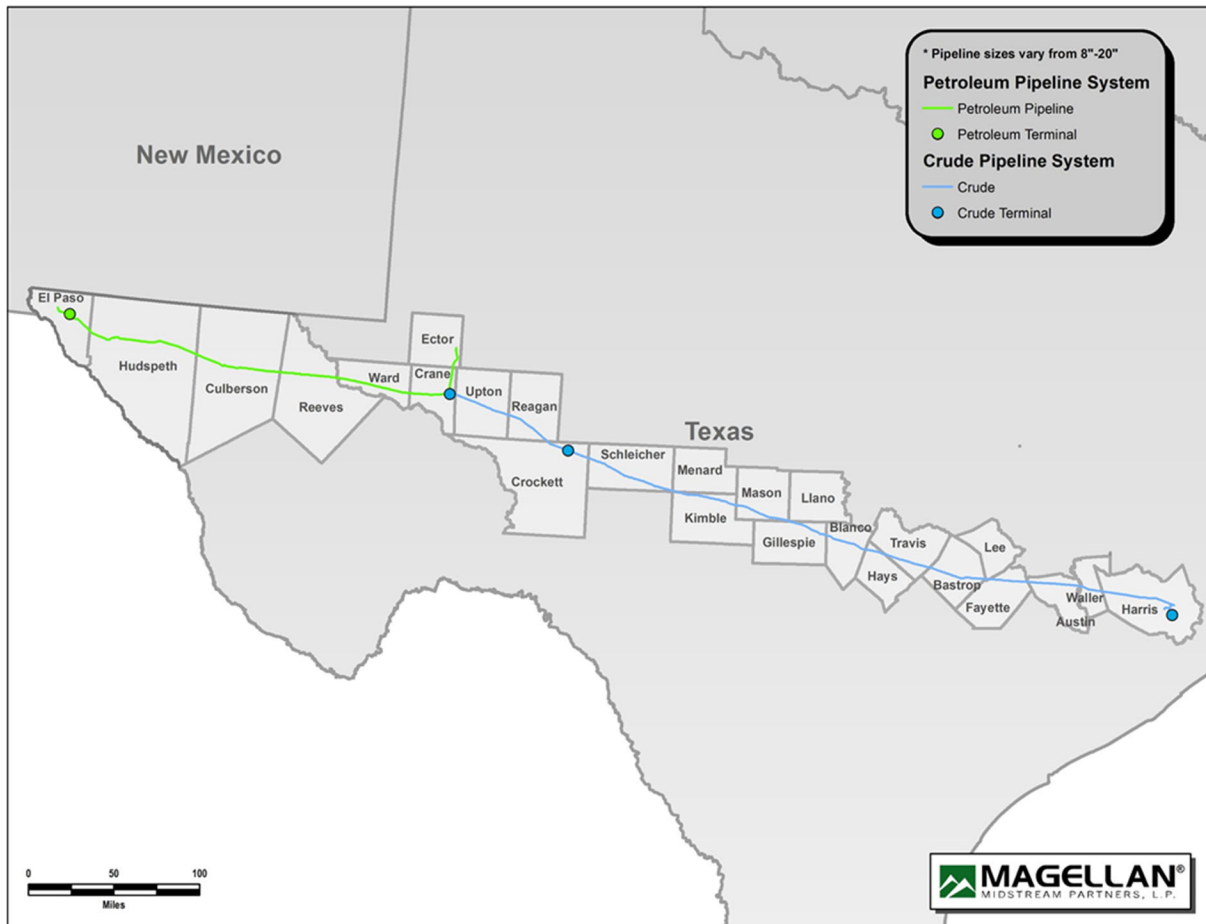 * Pipeline sizes vary from 8"-20"
Petroleum Pipeline System
Petroleum Pipeline
Petroleum Terminal
Crude Pipeline System
Crude
Crude Terminal
New Mexico
Texas
El Paso
Hudspeth
Culberson
Reeves
Ward
Ector
Crane
Upton
Reagan
Crockett
Schleicher
Menard
Kimble
Mason
Llano
Gillespie
Blanco
Hays
Travis
Bastrop
Lee
Fayette
Austin
Waller
Harris
0 50 100
Miles
MAGELLAN®
MIDSTREAM PARTNERS, L.P.